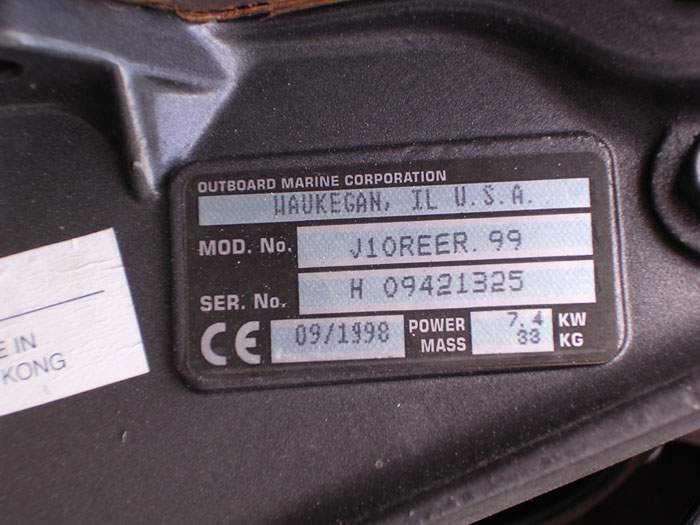 OUTBOARD MARINE CORPORATION
WAUKEGAN, IL U.S.A.
MOD. No. J10REER.99
SER. No. H 09421325
CE 09/1998 POWER 7.4 KW
MASS 33 KG
E IN
KONG